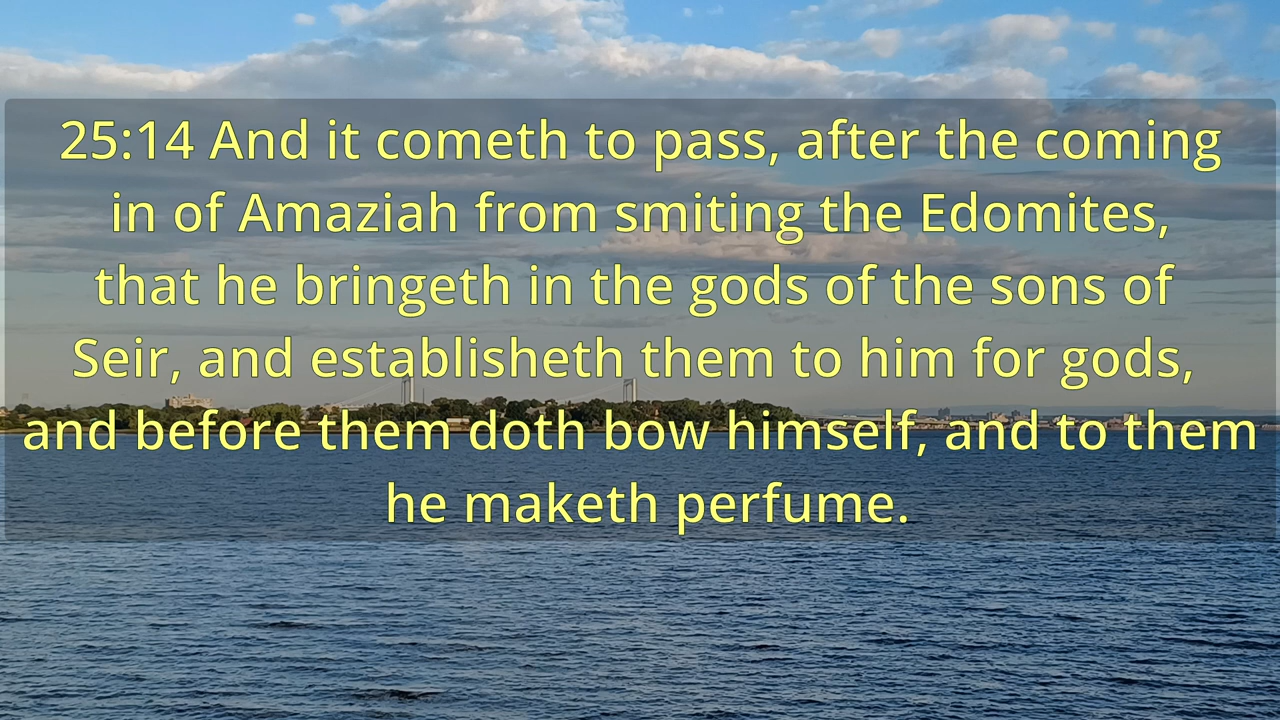 25:14 And it cometh to pass, after the coming
in of Amaziah from smiting the Edomites,
that he bringeth in the gods of the sons of
Seir, and establisheth them to him for gods,
and before them doth bow himself, and to them
he maketh perfume.